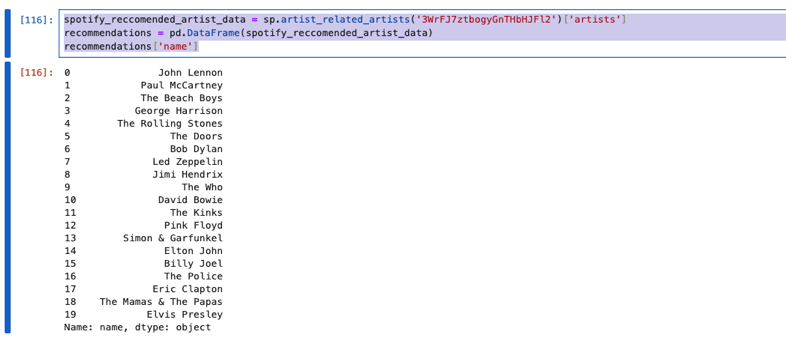 [116]: spotify_reccomended_artist_data = sp.artist_related_artists('3WrFJ7ztbogyGnTHbHJFl2')['artists']
recommendations = pd.DataFrame(spotify_reccomended_artist_data)
recommendations['name']
[116]: 0 John Lennon
1 Paul McCartney
2 The Beach Boys
3 George Harrison
4 The Rolling Stones
5 The Doors
6 Bob Dylan
7 Led Zeppelin
8 Jimi Hendrix
9 The Who
10 David Bowie
11 The Kinks
12 Pink Floyd
13 Simon & Garfunkel
14 Elton John
15 Billy Joel
16 The Police
17 Eric Clapton
18 The Mamas & The Papas
19 Elvis Presley
Name: name, dtype: object